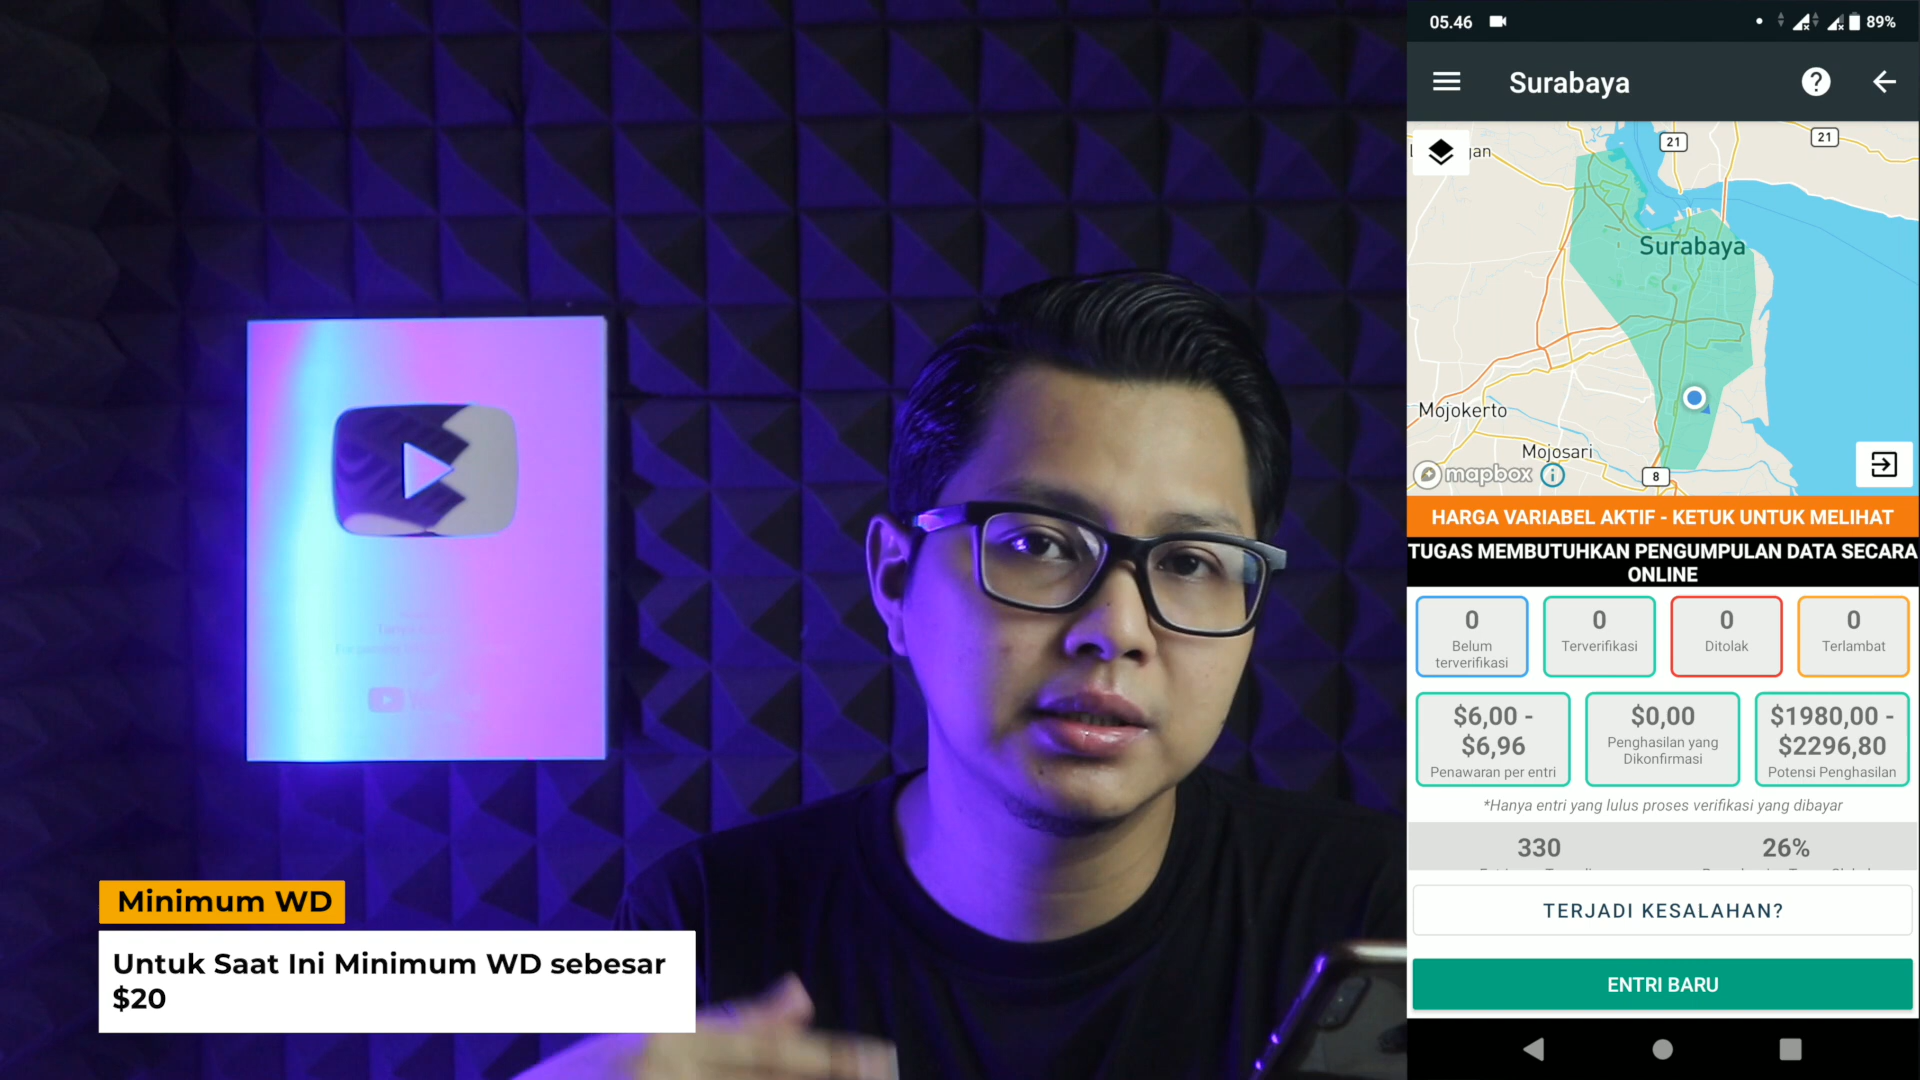 Minimum WD
Untuk Saat Ini Minimum WD sebesar
$20
05.46
89%
Surabaya
21
21
Surabaya
Mojokerto
Mojosari
mapbox
8
HARGA VARIABEL AKTIF - KETUK UNTUK MELIHAT
TUGAS MEMBUTUHKAN PENGUMPULAN DATA SECARA
ONLINE
0
Belum
terverifikasi
0
Terverifikasi
0
Ditolak
0
Terlambat
$6,00 -
$6,96
Penawaran per entri
$0,00
Penghasilan yang
Dikonfirmasi
$1980,00 -
$2296,80
Potensi Penghasilan
*Hanya entri yang lulus proses verifikasi yang dibayar
330
26%
TERJADI KESALAHAN?
ENTRI BARU